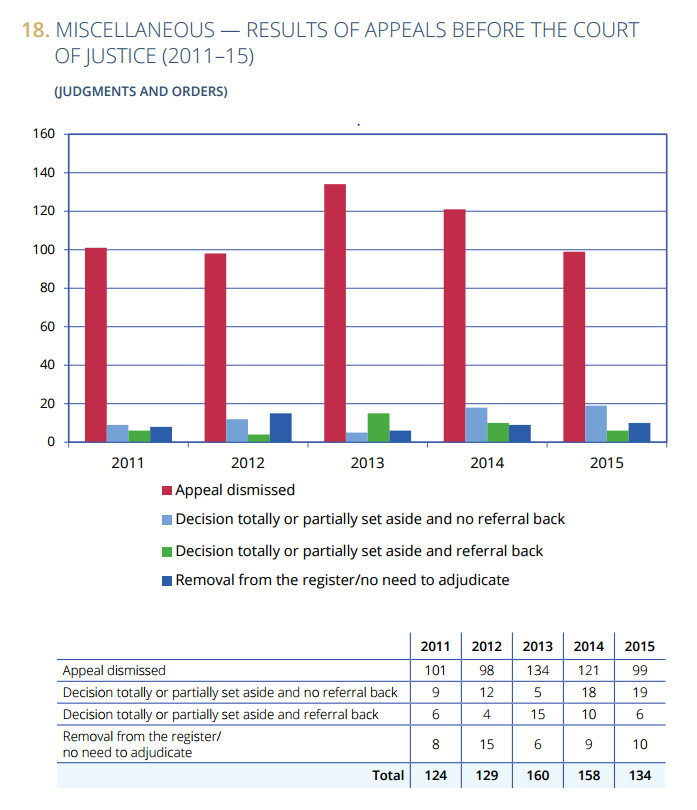 18. MISCELLANEOUS — RESULTS OF APPEALS BEFORE THE COURT
OF JUSTICE (2011–15)
(JUDGMENTS AND ORDERS)
160
140
120
100
80
60
40
20
0
2011 2012 2013 2014 2015
Appeal dismissed
Decision totally or partially set aside and no referral back
Decision totally or partially set aside and referral back
Removal from the register/no need to adjudicate
2011 2012 2013 2014 2015
Appeal dismissed 101 98 134 121 99
Decision totally or partially set aside and no referral back 9 12 5 18 19
Decision totally or partially set aside and referral back 6 4 15 10 6
Removal from the register/
no need to adjudicate 8 15 6 9 10
Total 124 129 160 158 134